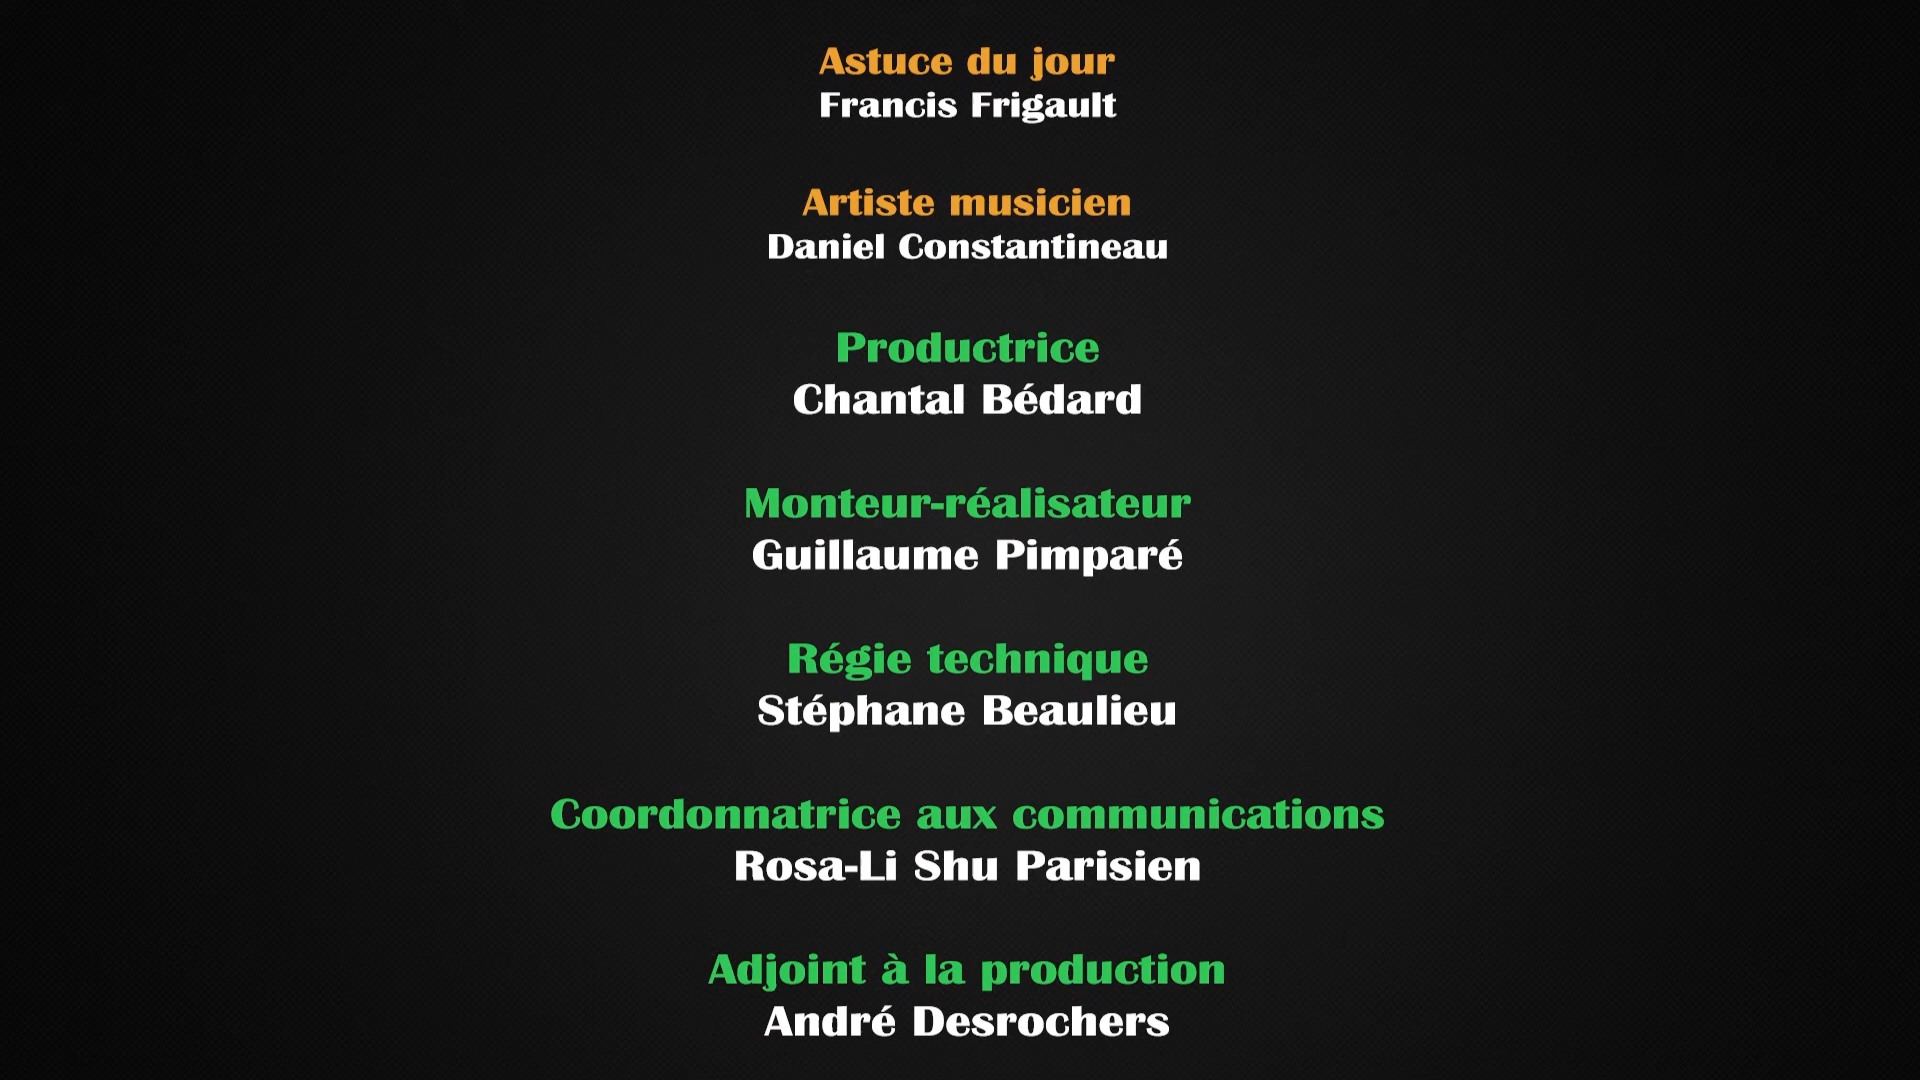 Astuce du jour
Francis Frigault
Artiste musicien
Daniel Constantineau
Productrice
Chantal Bédard
Monteur-réalisateur
Guillaume Pimparé
Régie technique
Stéphane Beaulieu
Coordonnatrice aux communications
Rosa-Li Shu Parisien
Adjoint à la production
André Desrochers